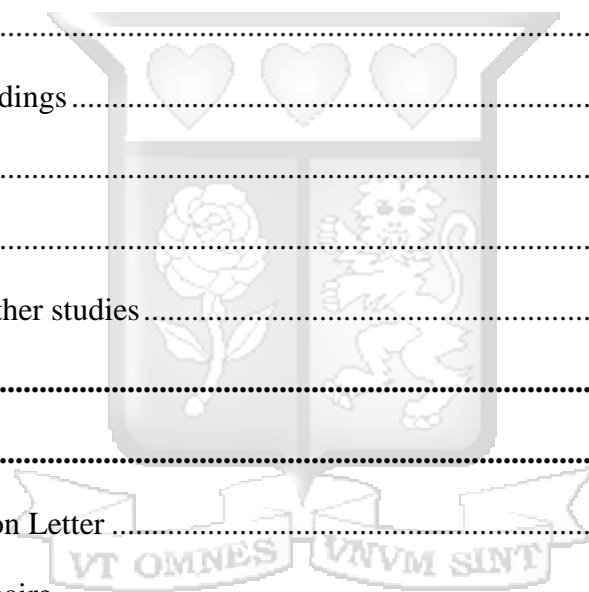 ................................................................
dings................................................................
................................................................
................................................................
ther studies................................................................
................................................................
................................................................
on Letter ................................................................
VT OMNES VNVM SINT